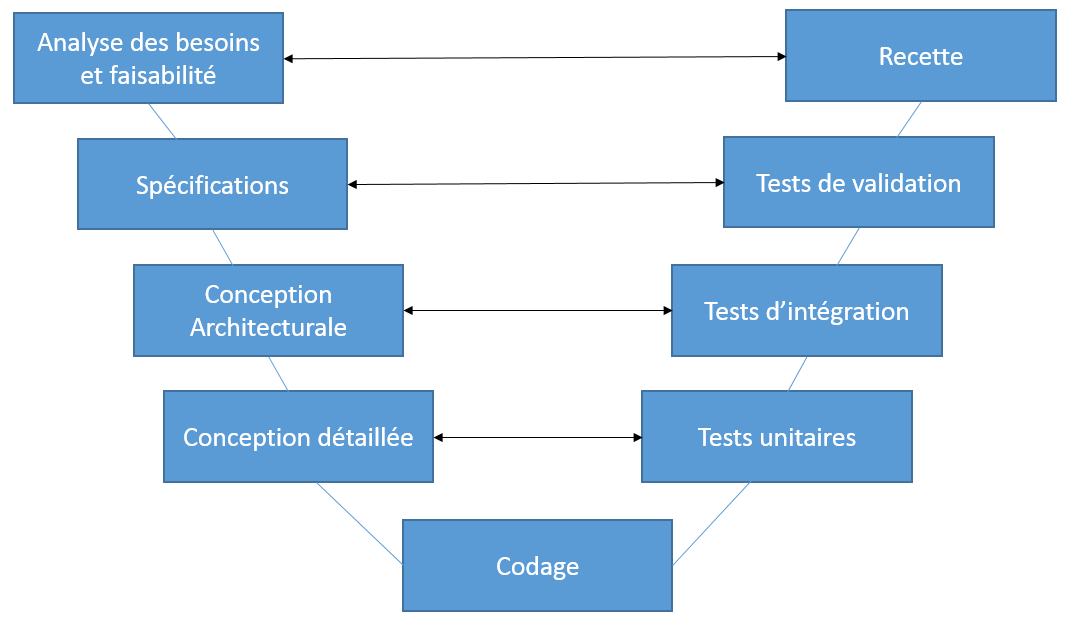 Analyse des besoins
et faisabilité
Recette
Spécifications
Tests de validation
Conception
Architecturale
Tests d’intégration
Conception détaillée
Tests unitaires
Codage